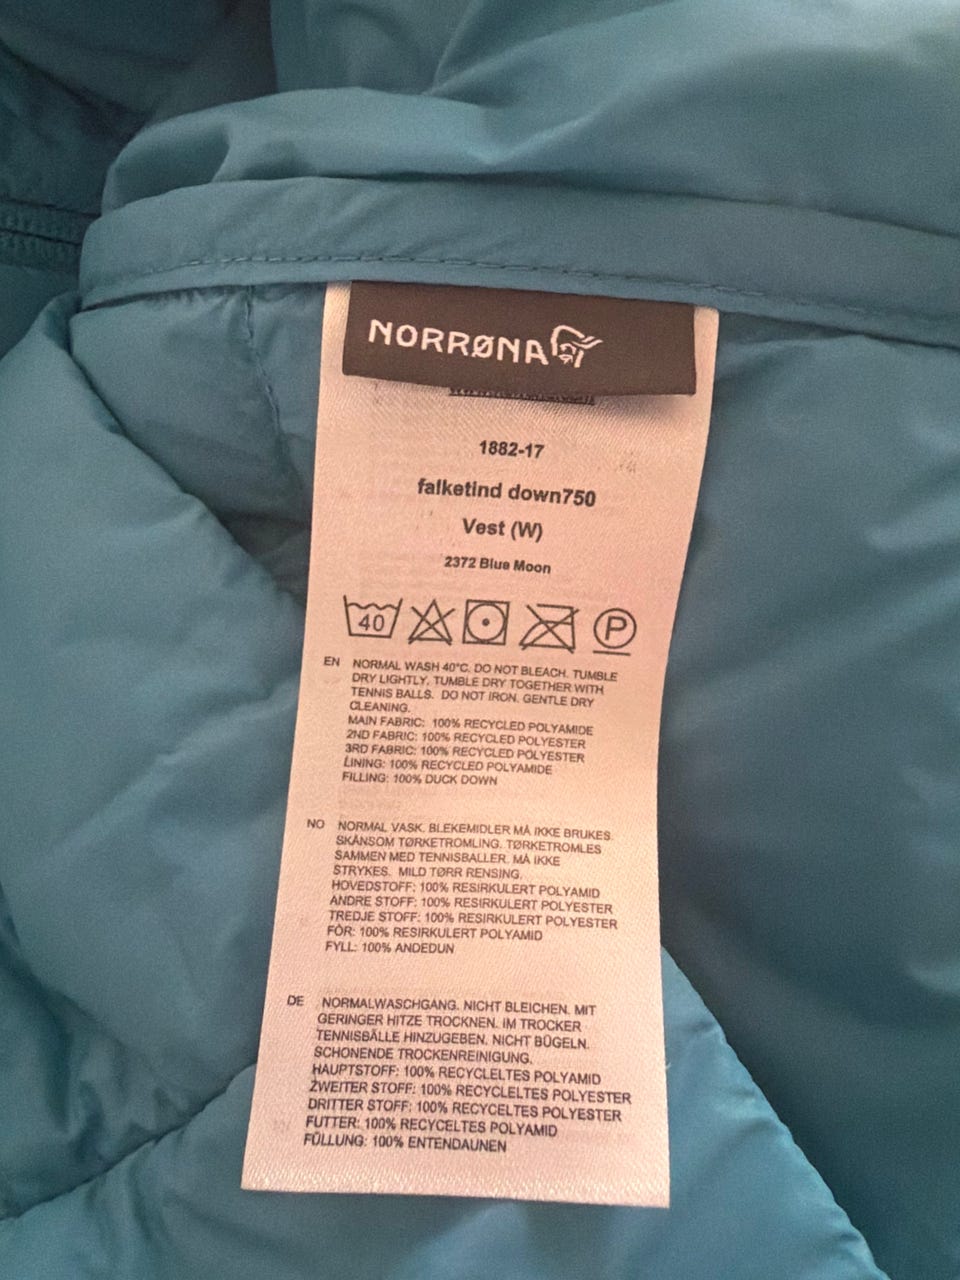 NORRØNA
1882-17
falketind down750
Vest (W)
2372 Blue Moon
40
P
EN NORMAL WASH 40°C. DO NOT BLEACH. TUMBLE
DRY LIGHTLY. TUMBLE DRY TOGETHER WITH
TENNIS BALLS. DO NOT IRON. GENTLE DRY
CLEANING.
MAIN FABRIC: 100% RECYCLED POLYAMIDE
2ND FABRIC: 100% RECYCLED POLYESTER
3RD FABRIC: 100% RECYCLED POLYESTER
LINING: 100% RECYCLED POLYAMIDE
FILLING: 100% DUCK DOWN
NO NORMAL VASK. BLEKEMIDLER MÅ IKKE BRUKES.
SKÅNSOM TØRKETROMLING. TØRKETROMLES
SAMMEN MED TENNISBALLER. MÅ IKKE
STRYKES. MILD TØRR RENSING.
HOVEDSTOFF: 100% RESIRKULERT POLYAMID
ANDRE STOFF: 100% RESIRKULERT POLYESTER
TREDJE STOFF: 100% RESIRKULERT POLYESTER
FÔR: 100% RESIRKULERT POLYAMID
FYLL: 100% ANDEDUN
DE NORMALWASCHGANG. NICHT BLEICHEN. MIT
GERINGER HITZE TROCKNEN. IM TROCKER
TENNISBÄLLE HINZUGEBEN. NICHT BÜGELN.
SCHONENDE TROCKENREINIGUNG.
HAUPTSTOFF: 100% RECYCLELTES POLYAMID
ZWEITER STOFF: 100% RECYCLELTES POLYESTER
DRITTER STOFF: 100% RECYCELTES POLYESTER
FUTTER: 100% RECYCELTES POLYAMID
FÜLLUNG: 100% ENTENDAUNEN